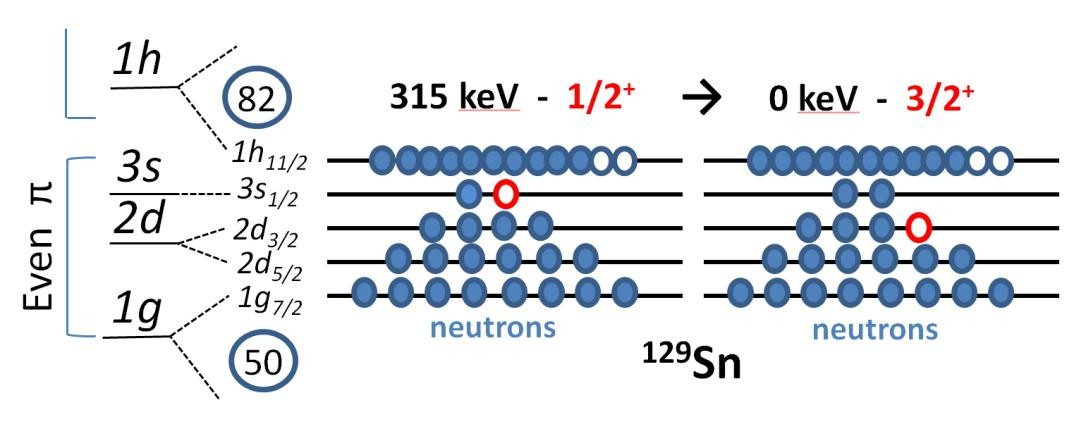 1h
82
315 keV - 1/2⁺ → 0 keV - 3/2⁺
1h11/2
3s
3s1/2
2d
2d3/2
2d5/2
1g7/2
1g
50
Even π
neutrons
neutrons
¹²⁹Sn